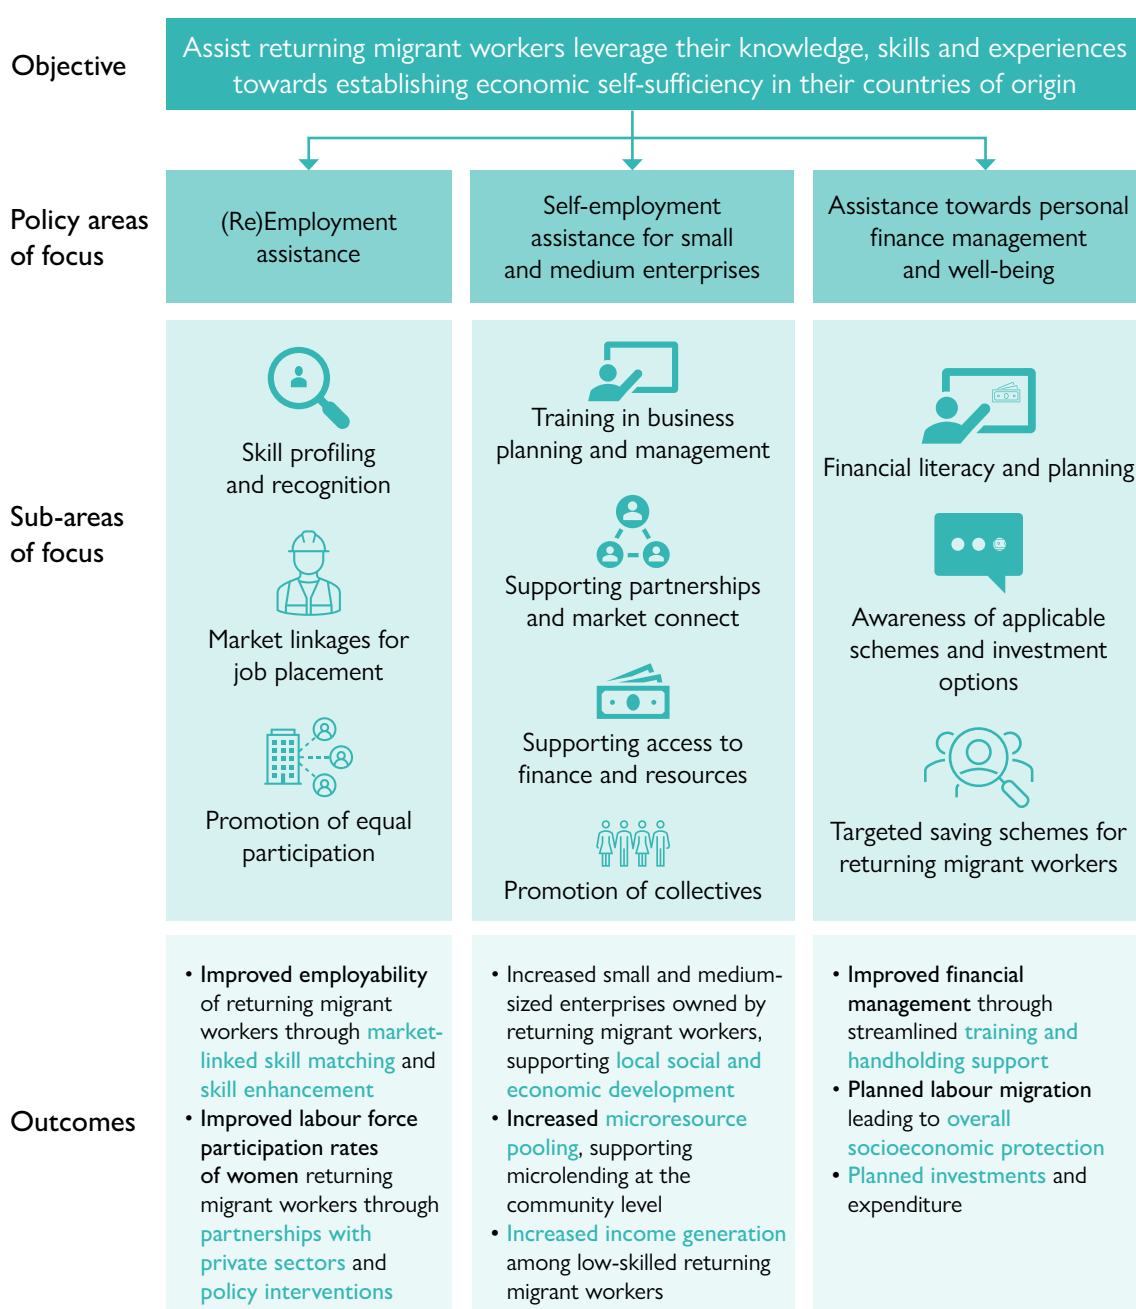 Objective
Assist returning migrant workers leverage their knowledge, skills and experiences
towards establishing economic self-sufficiency in their countries of origin
Policy areas
of focus
(Re)Employment
assistance
Self-employment
assistance for small
and medium enterprises
Assistance towards personal
finance management
and well-being
Sub-areas
of focus
Skill profiling
and recognition
Market linkages for
job placement
Promotion of equal
participation
Training in business
planning and management
Supporting partnerships
and market connect
Supporting access to
finance and resources
Promotion of collectives
Financial literacy and planning
Awareness of applicable
schemes and investment
options
Targeted saving schemes for
returning migrant workers
Outcomes
• Improved employability
of returning migrant
workers through market-
linked skill matching and
skill enhancement
• Improved labour force
participation rates
of women returning
migrant workers through
partnerships with
private sectors and
policy interventions
• Increased small and medium-
sized enterprises owned by
returning migrant workers,
supporting local social and
economic development
• Increased microresource
pooling, supporting
microlending at the
community level
• Increased income generation
among low-skilled returning
migrant workers
• Improved financial
management through
streamlined training and
handholding support
• Planned labour migration
leading to overall
socioeconomic protection
• Planned investments and
expenditure